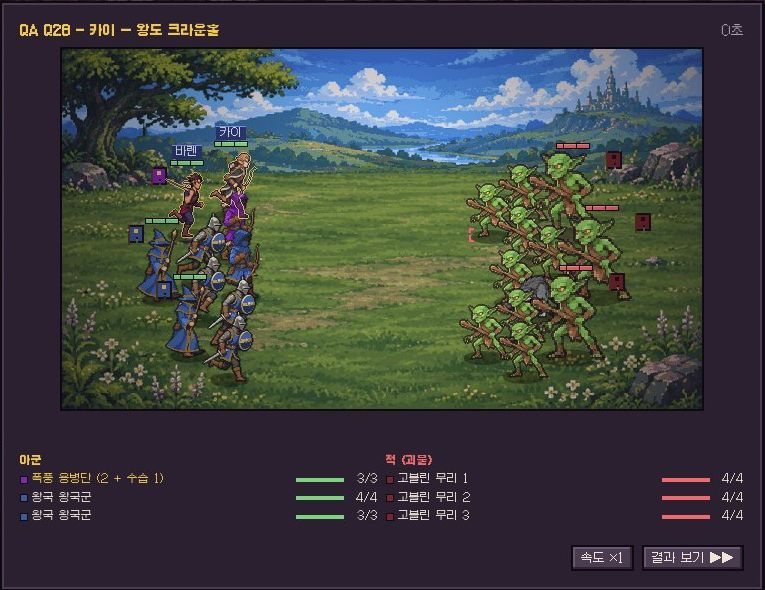 QA Q28 - 카이 - 왕도 크라운홀
0초
카이
바렌
아군
폭풍 용병단 (2 + 수습 1) 3/3
왕국 왕국군 4/4
왕국 왕국군 3/3
적 (괴물)
고블린 무리 1 4/4
고블린 무리 2 4/4
고블린 무리 3 4/4
속도 ×1
결과 보기 ▶▶